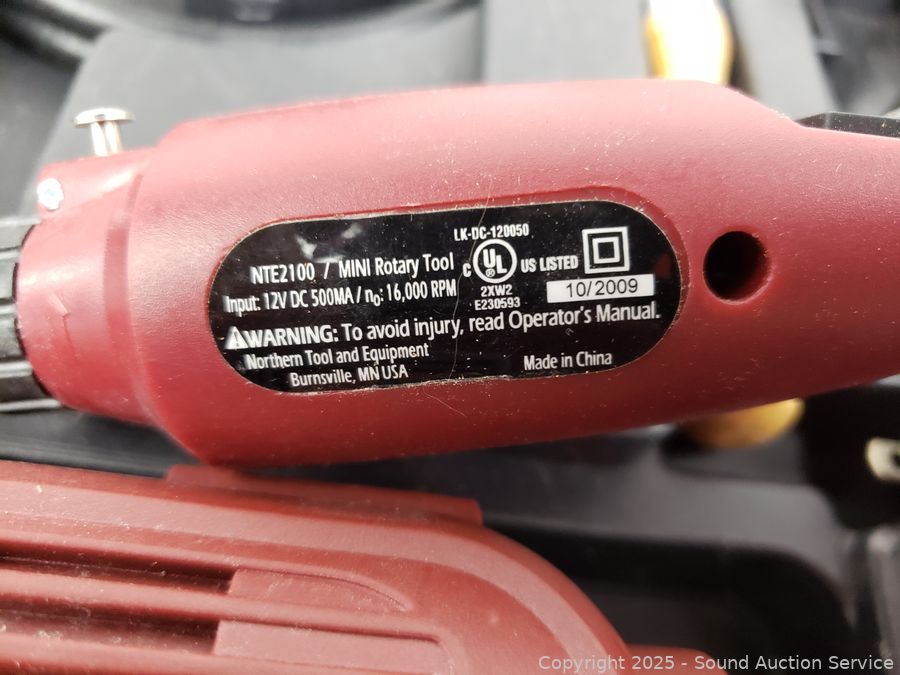 LK-DC-120050
NTE2100 / MINI Rotary Tool
C UL ® US LISTED
Input: 12V DC 500MA / n₀: 16,000 RPM
2XW2
E230593
10/2009
WARNING: To avoid injury, read Operator's Manual.
Northern Tool and Equipment
Burnsville, MN USA
Made in China
Copyright 2025 - Sound Auction Service